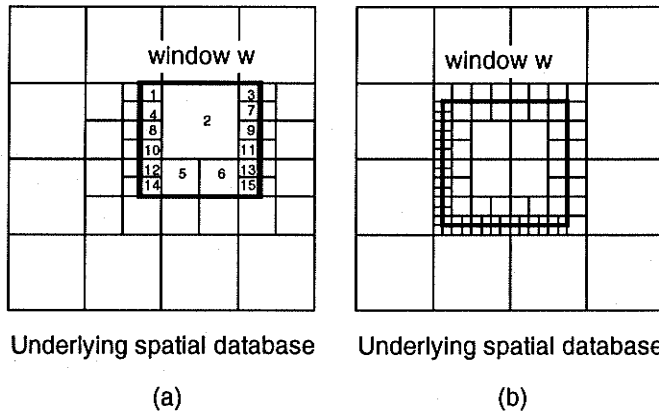 window w
1 3
4 2 7
8 9
10 11
12 5 6 13
14 15
window w
Underlying spatial database
(a)
Underlying spatial database
(b)